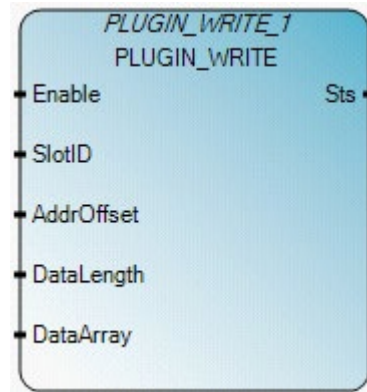 PLUGIN_WRITE_1
PLUGIN_WRITE
Enable Sts
SlotID
AddrOffset
DataLength
DataArray